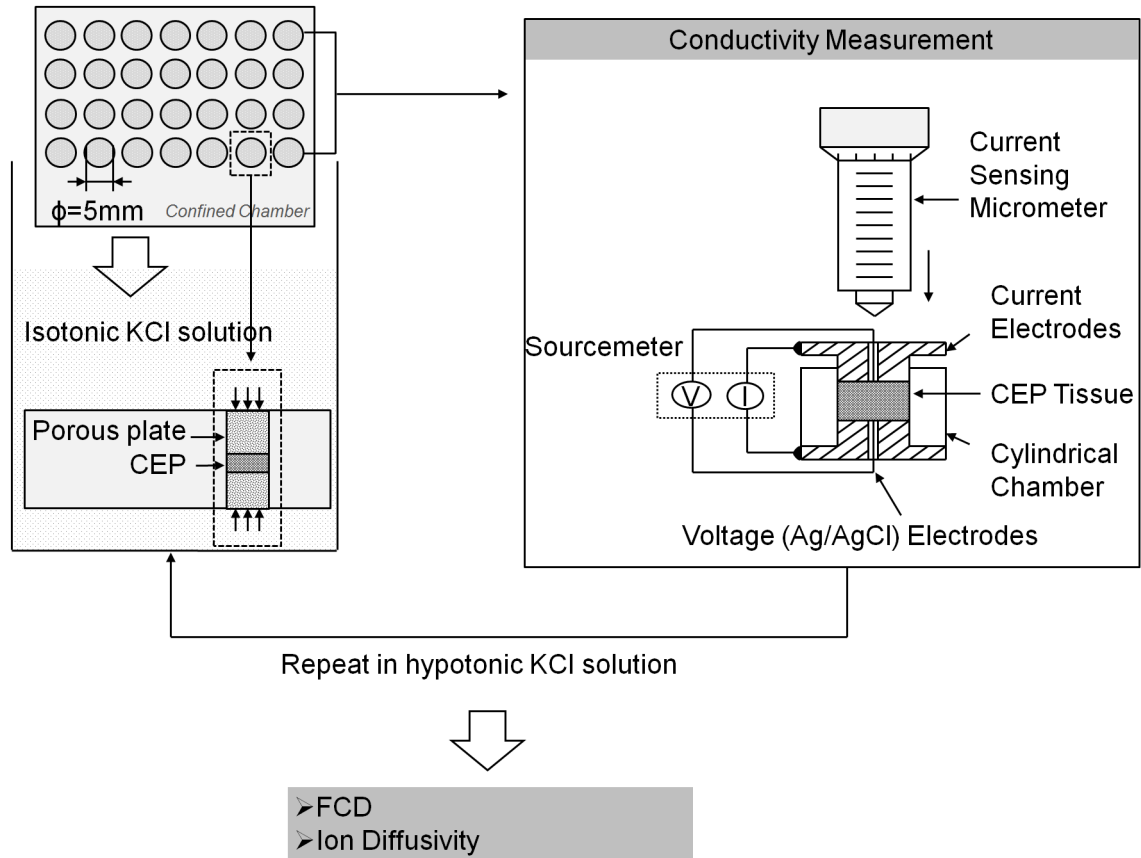 ϕ=5mm
Confined Chamber
Isotonic KCl solution
Porous plate
CEP
Conductivity Measurement
Current
Sensing
Micrometer
Current
Electrodes
Sourcemeter
V
I
CEP Tissue
Cylindrical
Chamber
Voltage (Ag/AgCl) Electrodes
Repeat in hypotonic KCl solution
➢FCD
➢Ion Diffusivity